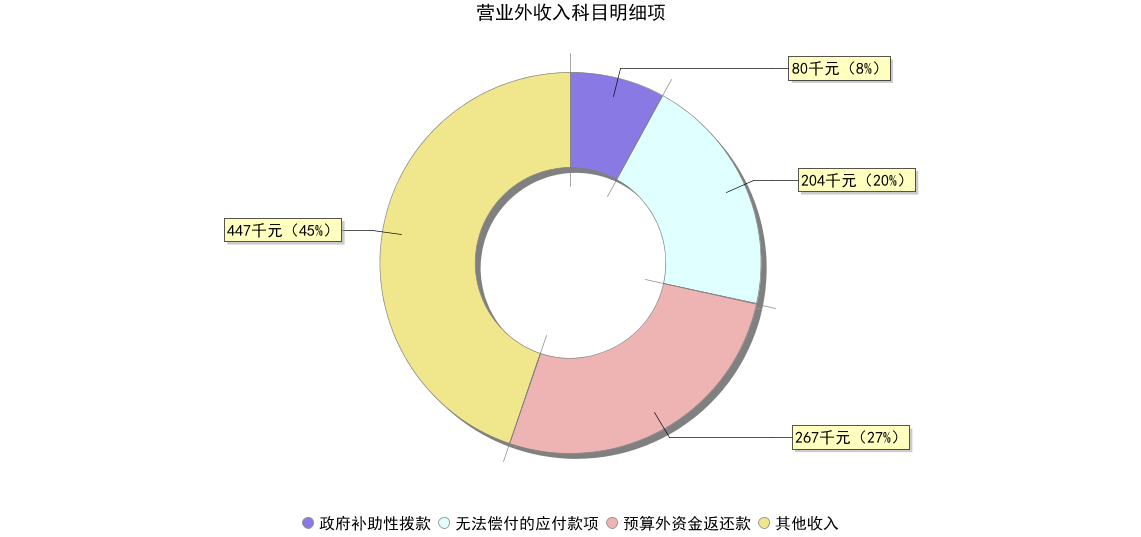 营业外收入科目明细项
80千元（8%）
204千元（20%）
447千元（45%）
267千元（27%）
政府补助性拨款 无法偿付的应付款项 预算外资金返还款 其他收入